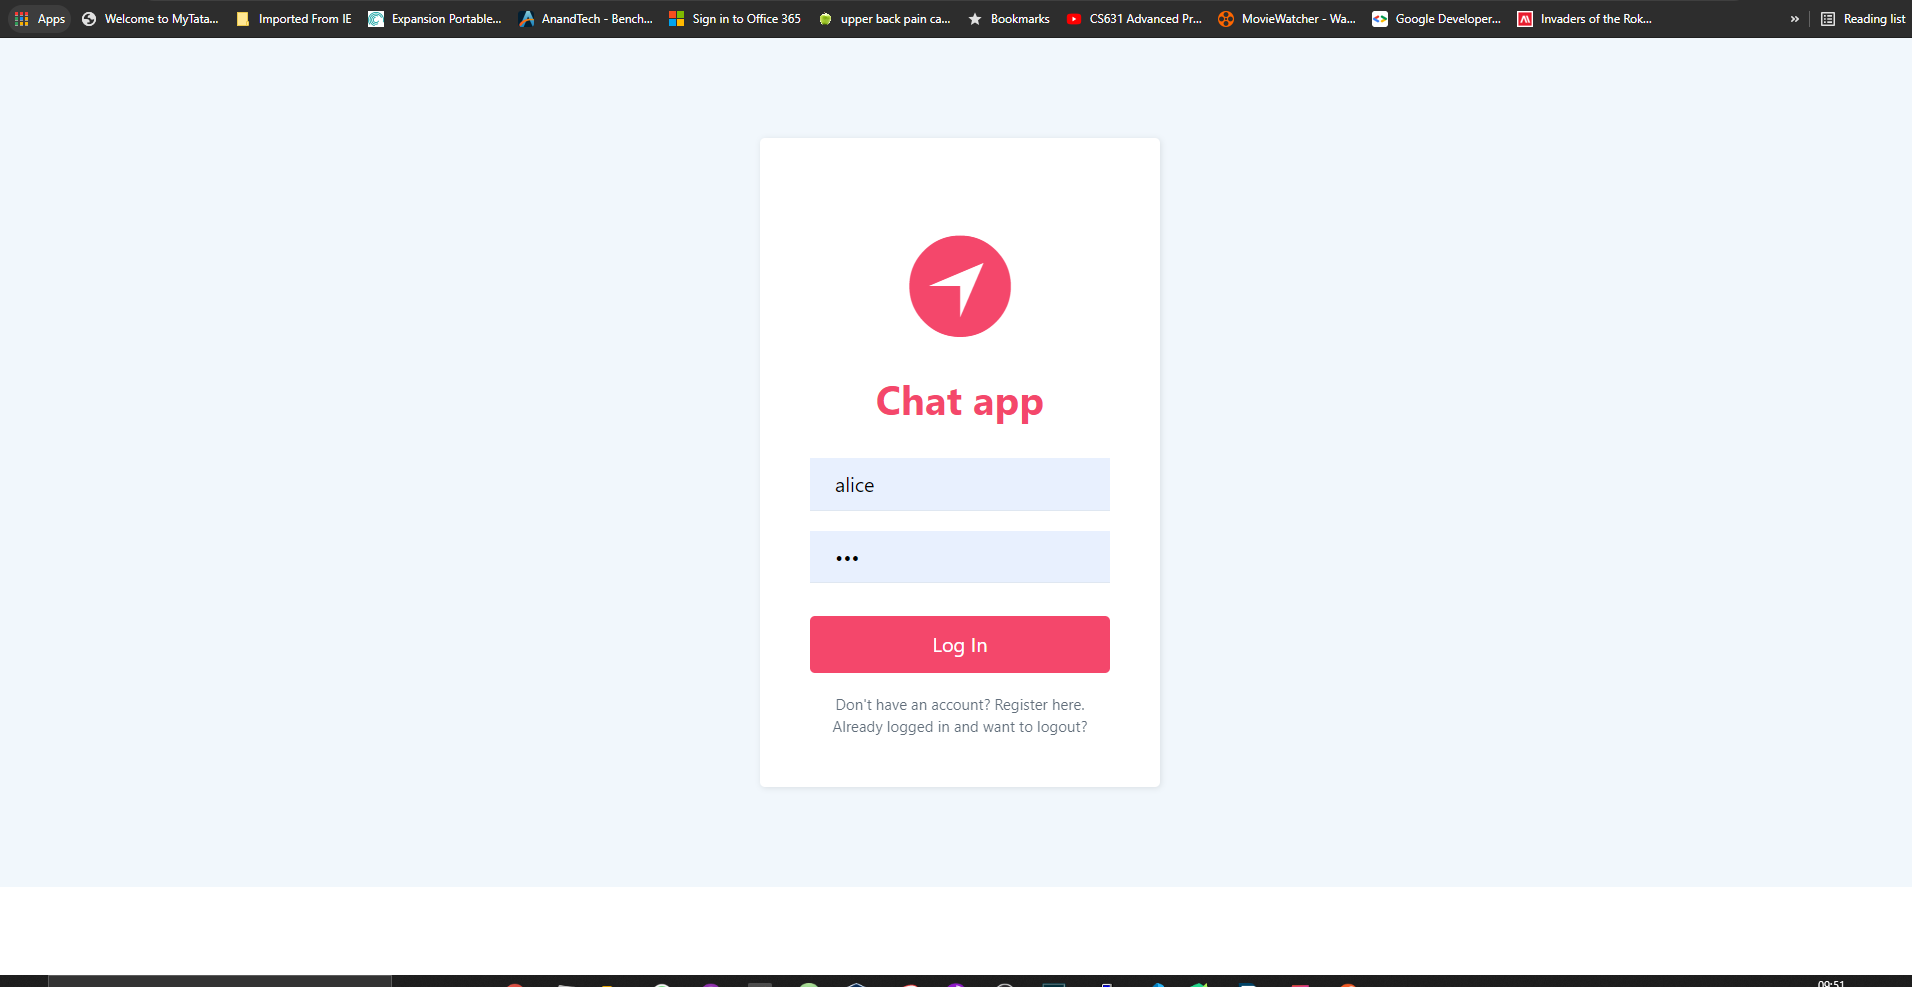 Apps Welcome to MyTata... Imported From IE Expansion Portable... AnandTech - Bench... Sign in to Office 365 upper back pain ca... Bookmarks CS631 Advanced Pr... MovieWatcher - Wa... Google Developer... Invaders of the Rok... » Reading list
Chat app
alice
•••
Log In
Don't have an account? Register here.
Already logged in and want to logout?
09:51